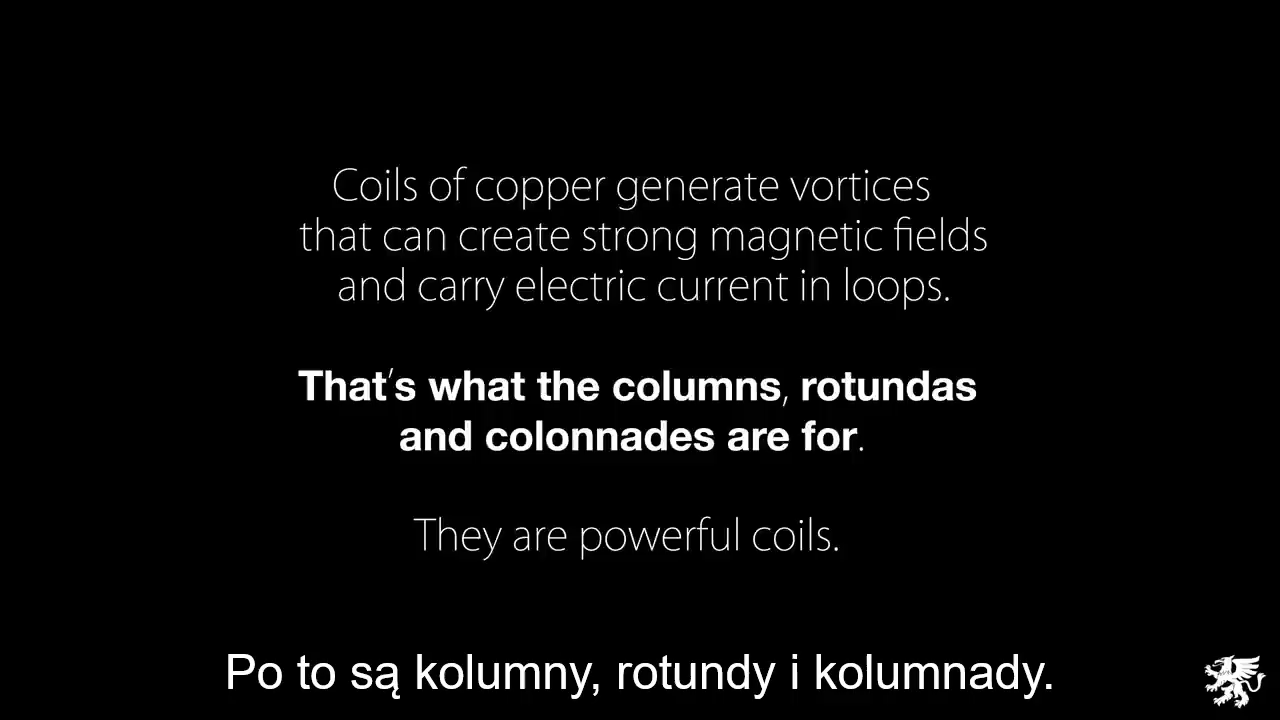 Coils of copper generate vortices
that can create strong magnetic fields
and carry electric current in loops.
That's what the columns, rotundas
and colonnades are for.
They are powerful coils.
Po to są kolumny, rotundy i kolumnady.